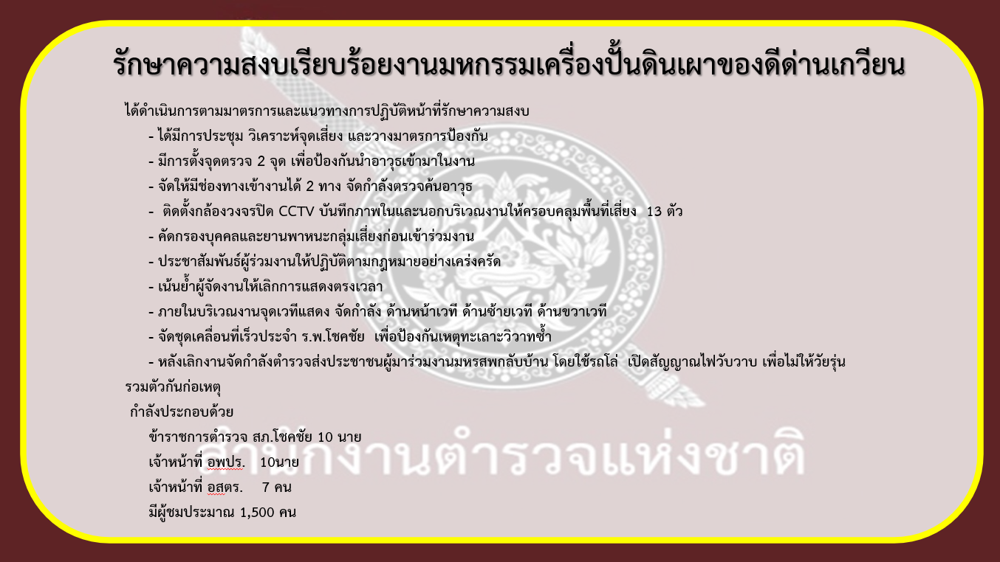 รักษาความสงบเรียบร้อยงานมหกรรมเครื่องปั้นดินเผาของดีด่านเกวียน
ได้ดำเนินการตามมาตรการและแนวทางการปฏิบัติหน้าที่รักษาความสงบ
- ได้มีการประชุม วิเคราะห์จุดเสี่ยง และวางมาตรการป้องกัน
- มีการตั้งจุดตรวจ 2 จุด เพื่อป้องกันนำอาวุธเข้ามาในงาน
- จัดให้มีช่องทางเข้างานได้ 2 ทาง จัดกำลังตรวจค้นอาวุธ
- ติดตั้งกล้องวงจรปิด CCTV บันทึกภาพในและนอกบริเวณงานให้ครอบคลุมพื้นที่เสี่ยง 13 ตัว
- คัดกรองบุคคลและยานพาหนะกลุ่มเสี่ยงก่อนเข้าร่วมงาน
- ประชาสัมพันธ์ผู้ร่วมงานให้ปฏิบัติตามกฎหมายอย่างเคร่งครัด
- เน้นย้ำผู้จัดงานให้เลิกการแสดงตรงเวลา
- ภายในบริเวณงานจุดเวทีแสดง จัดกำลัง ด้านหน้าเวที ด้านซ้ายเวที ด้านขวาเวที
- จัดชุดเคลื่อนที่เร็วประจำ ร.พ.โชคชัย เพื่อป้องกันเหตุทะเลาะวิวาทซ้ำ
- หลังเลิกงานจัดกำลังตำรวจส่งประชาชนผู้มาร่วมงานมหรสพกลับบ้าน โดยใช้รถโล่ เปิดสัญญาณไฟวับวาบ เพื่อไม่ให้วัยรุ่น
รวมตัวกันก่อเหตุ
กำลังประกอบด้วย
ข้าราชการตำรวจ สภ.โชคชัย 10 นาย
เจ้าหน้าที่ อพปร. 10นาย
เจ้าหน้าที่ อสตร. 7 คน
มีผู้ชมประมาณ 1,500 คน
สำนักงานตำรวจแห่งชาติ